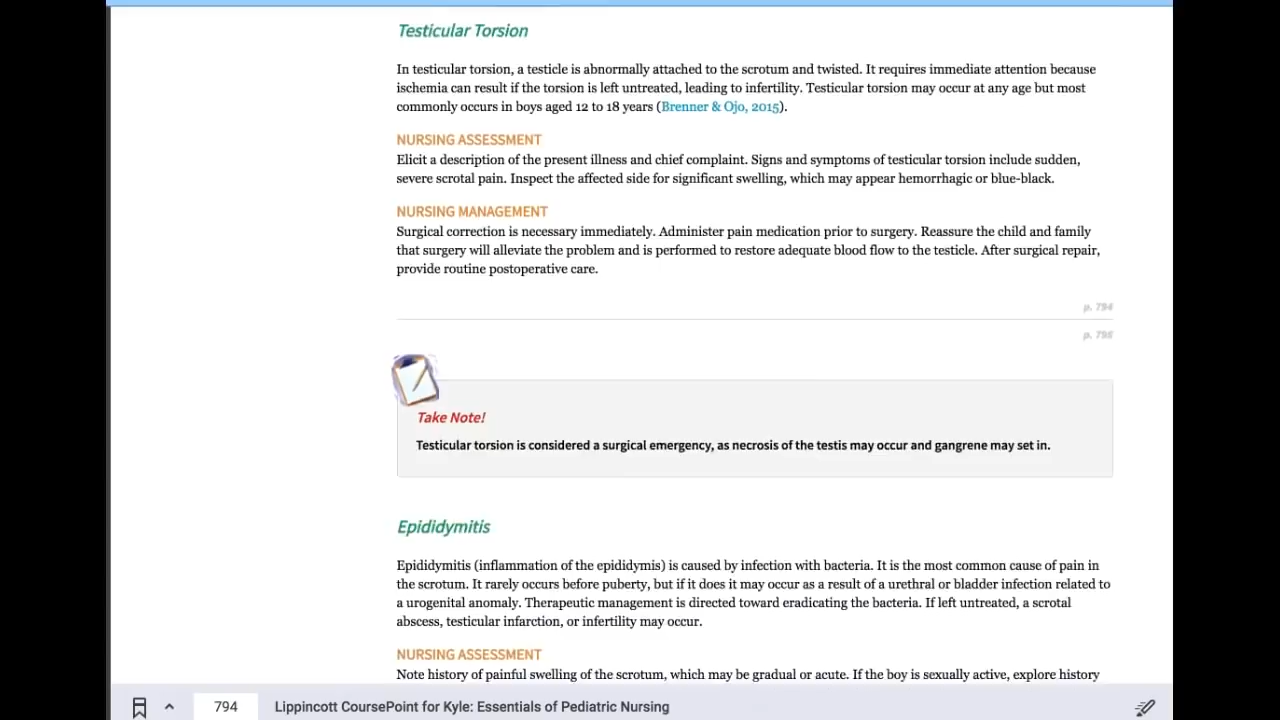 Testicular Torsion
In testicular torsion, a testicle is abnormally attached to the scrotum and twisted. It requires immediate attention because
ischemia can result if the torsion is left untreated, leading to infertility. Testicular torsion may occur at any age but most
commonly occurs in boys aged 12 to 18 years (Brenner & Ojo, 2015).
NURSING ASSESSMENT
Elicit a description of the present illness and chief complaint. Signs and symptoms of testicular torsion include sudden,
severe scrotal pain. Inspect the affected side for significant swelling, which may appear hemorrhagic or blue-black.
NURSING MANAGEMENT
Surgical correction is necessary immediately. Administer pain medication prior to surgery. Reassure the child and family
that surgery will alleviate the problem and is performed to restore adequate blood flow to the testicle. After surgical repair,
provide routine postoperative care.
p. 794
p. 795
Take Note!
Testicular torsion is considered a surgical emergency, as necrosis of the testis may occur and gangrene may set in.
Epididymitis
Epididymitis (inflammation of the epididymis) is caused by infection with bacteria. It is the most common cause of pain in
the scrotum. It rarely occurs before puberty, but if it does it may occur as a result of a urethral or bladder infection related to
a urogenital anomaly. Therapeutic management is directed toward eradicating the bacteria. If left untreated, a scrotal
abscess, testicular infarction, or infertility may occur.
NURSING ASSESSMENT
Note history of painful swelling of the scrotum, which may be gradual or acute. If the boy is sexually active, explore history
794
Lippincott CoursePoint for Kyle: Essentials of Pediatric Nursing